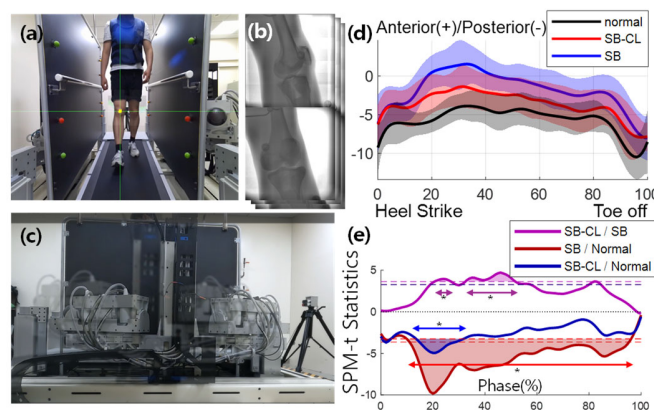 (a)
(b)
(c)
(d)
Anterior(+)/Posterior(-)
normal
SB-CL
SB
0
-5
-10
0 20 40 60 80 100
Heel Strike Toe off
(e)
SB-CL / SB
SB / Normal
SB-CL / Normal
SPM-t Statistics
5
0
-5
-10
* *
*
*
Phase(%)
0 20 40 60 80 100